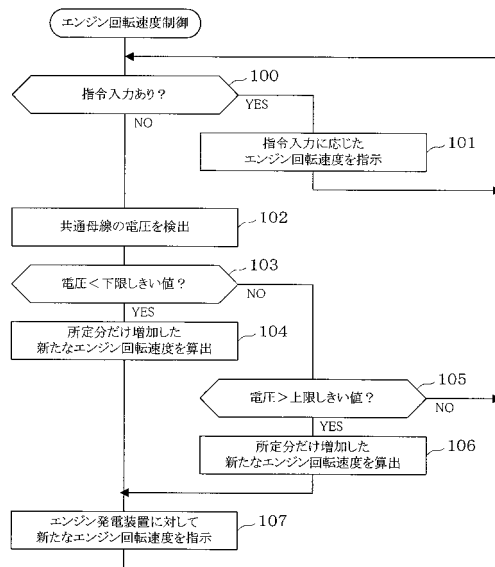 エンジン回転速度制御
指令入力あり?
100
YES
NO
指令入力に応じた
エンジン回転速度を指示
101
共通母線の電圧を検出
102
電圧<下限しきい値?
103
NO
YES
所定分だけ増加した
新たなエンジン回転速度を算出
104
電圧>上限しきい値?
105
NO
YES
所定分だけ増加した
新たなエンジン回転速度を算出
106
エンジン発電装置に対して
新たなエンジン回転速度を指示
107